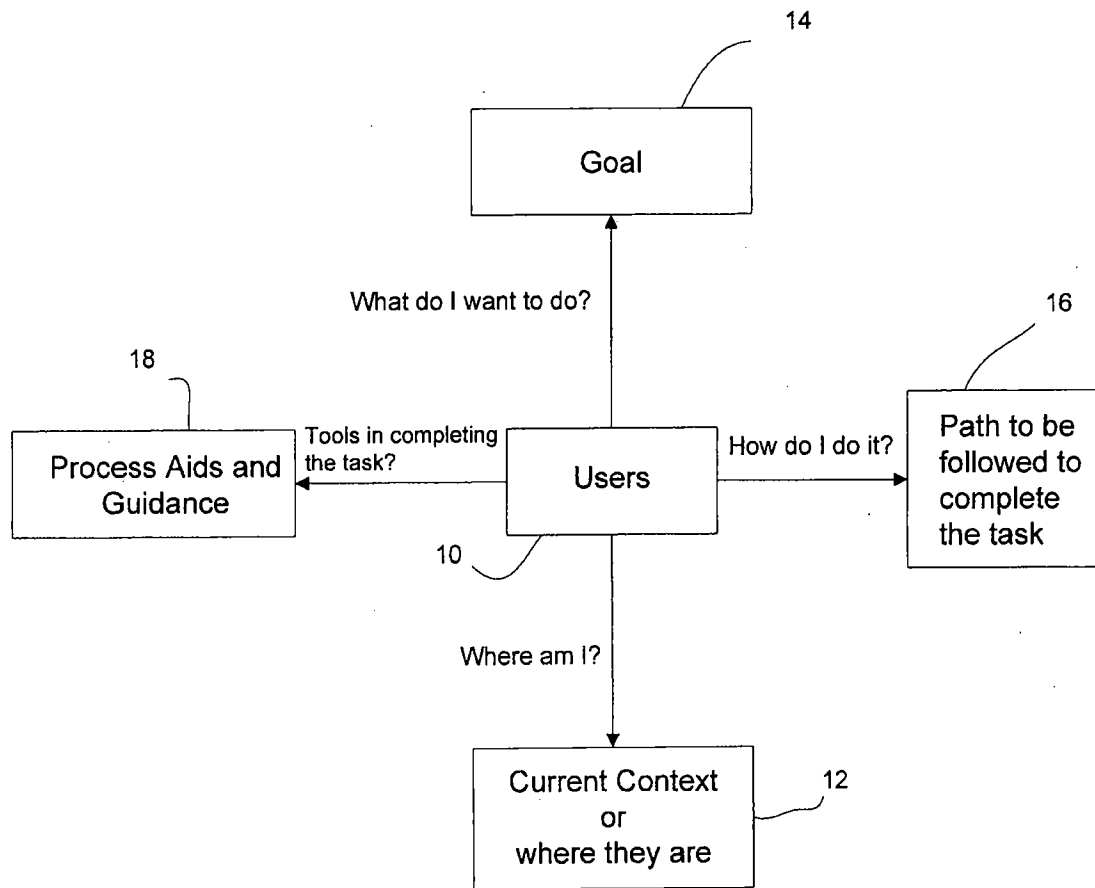 14
Goal
What do I want to do?
16
18
Process Aids and
Guidance
Tools in completing
the task?
Users
How do I do it?
Path to be
followed to
complete
the task
10
Where am I?
Current Context
or
where they are
12